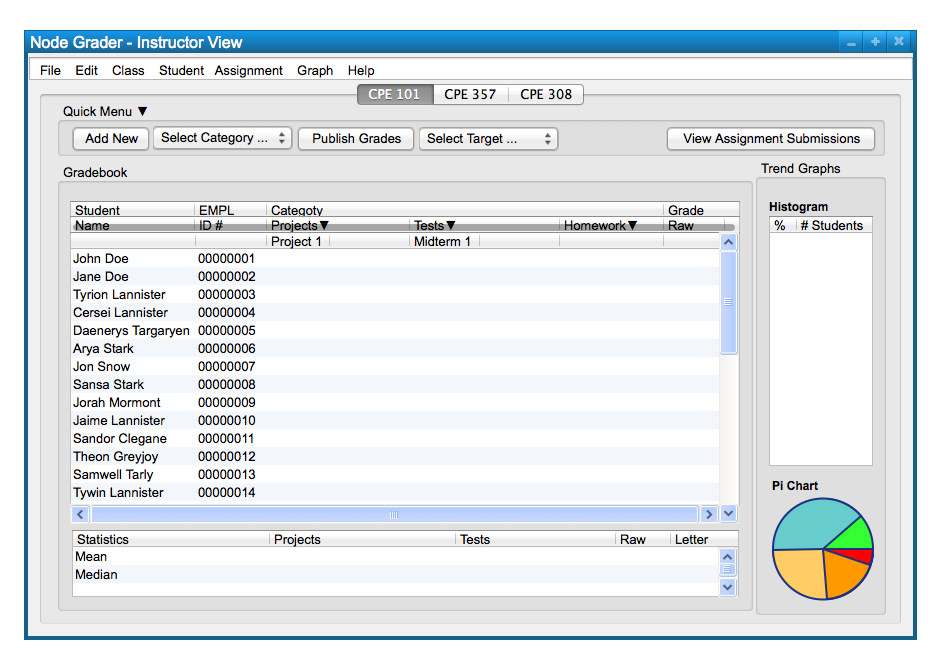 Node Grader - Instructor View
File Edit Class Student Assignment Graph Help
CPE 101 CPE 357 CPE 308
Quick Menu ▼
Add New Select Category ... Publish Grades Select Target ... View Assignment Submissions
Gradebook
Trend Graphs
Student EMPL Categoty Grade
Name ID # Projects▼ Tests▼ Homework▼ Raw
Project 1 Midterm 1
John Doe 00000001
Jane Doe 00000002
Tyrion Lannister 00000003
Cersei Lannister 00000004
Daenerys Targaryen 00000005
Arya Stark 00000006
Jon Snow 00000007
Sansa Stark 00000008
Jorah Mormont 00000009
Jaime Lannister 00000010
Sandor Clegane 00000011
Theon Greyjoy 00000012
Samwell Tarly 00000013
Tywin Lannister 00000014
Statistics Projects Tests Raw Letter
Mean
Median
Histogram
% # Students
Pi Chart